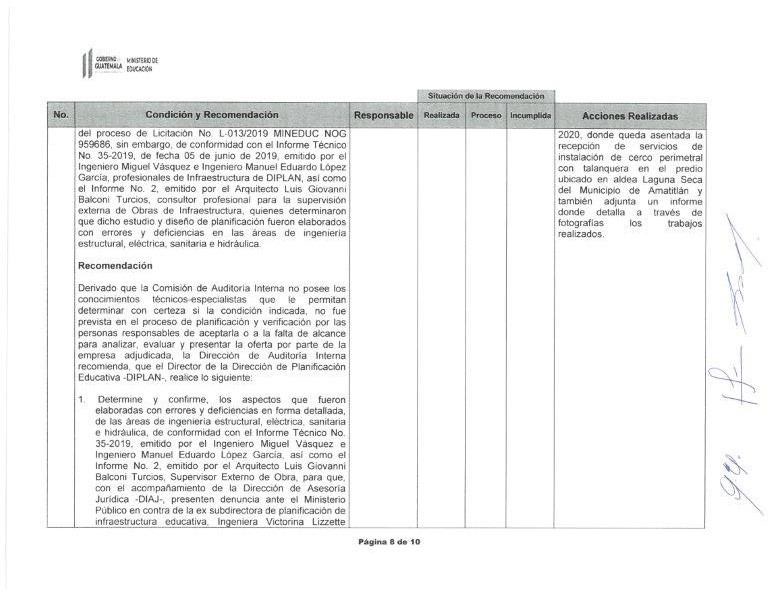 GOBIERNO DE
GUATEMALA
MINISTERIO DE
EDUCACIÓN
Situación de la Recomendación
No. Condición y Recomendación Responsable Realizada Proceso Incumplida Acciones Realizadas
del proceso de Licitación No. L-013/2019 MINEDUC NOG
959686, sin embargo, de conformidad con el Informe Técnico
No. 35-2019, de fecha 05 de junio de 2019, emitido por el
Ingeniero Miguel Vásquez e Ingeniero Manuel Eduardo López
García, profesionales de Infraestructura de DIPLAN, así como
el Informe No. 2, emitido por el Arquitecto Luis Giovanni
Balconi Turcios, consultor profesional para la supervisión
externa de Obras de Infraestructura, quienes determinaron
que dicho estudio y diseño de planificación fueron elaborados
con errores y deficiencias en las áreas de ingeniería
estructural, eléctrica, sanitaria e hidráulica.
Recomendación
Derivado que la Comisión de Auditoría Interna no posee los
conocimientos técnicos-especialistas que le permitan
determinar con certeza si la condición indicada, no fue
prevista en el proceso de planificación y verificación por las
personas responsables de aceptarla o a la falta de alcance
para analizar, evaluar y presentar la oferta por parte de la
empresa adjudicada, la Dirección de Auditoría Interna
recomienda, que el Director de la Dirección de Planificación
Educativa -DIPLAN-, realice lo siguiente:
1. Determine y confirme, los aspectos que fueron
elaboradas con errores y deficiencias en forma detallada,
de las áreas de ingeniería estructural, eléctrica, sanitaria
e hidráulica, de conformidad con el Informe Técnico No.
35-2019, emitido por el Ingeniero Miguel Vásquez e
Ingeniero Manuel Eduardo López García, así como el
Informe No. 2, emitido por el Arquitecto Luis Giovanni
Balconi Turcios, Supervisor Externo de Obra, para que,
con el acompañamiento de la Dirección de Asesoría
Jurídica -DIAJ-, presenten denuncia ante el Ministerio
Público en contra de la ex subdirectora de planificación de
infraestructura educativa, Ingeniera Victorina Lizzette
2020, donde queda asentada la
recepción de servicios de
instalación de cerco perimetral
con talanquera en el predio
ubicado en aldea Laguna Seca
del Municipio de Amatitlán y
también adjunta un informe
donde detalla a través de
fotografías los trabajos
realizados.
Página 8 de 10